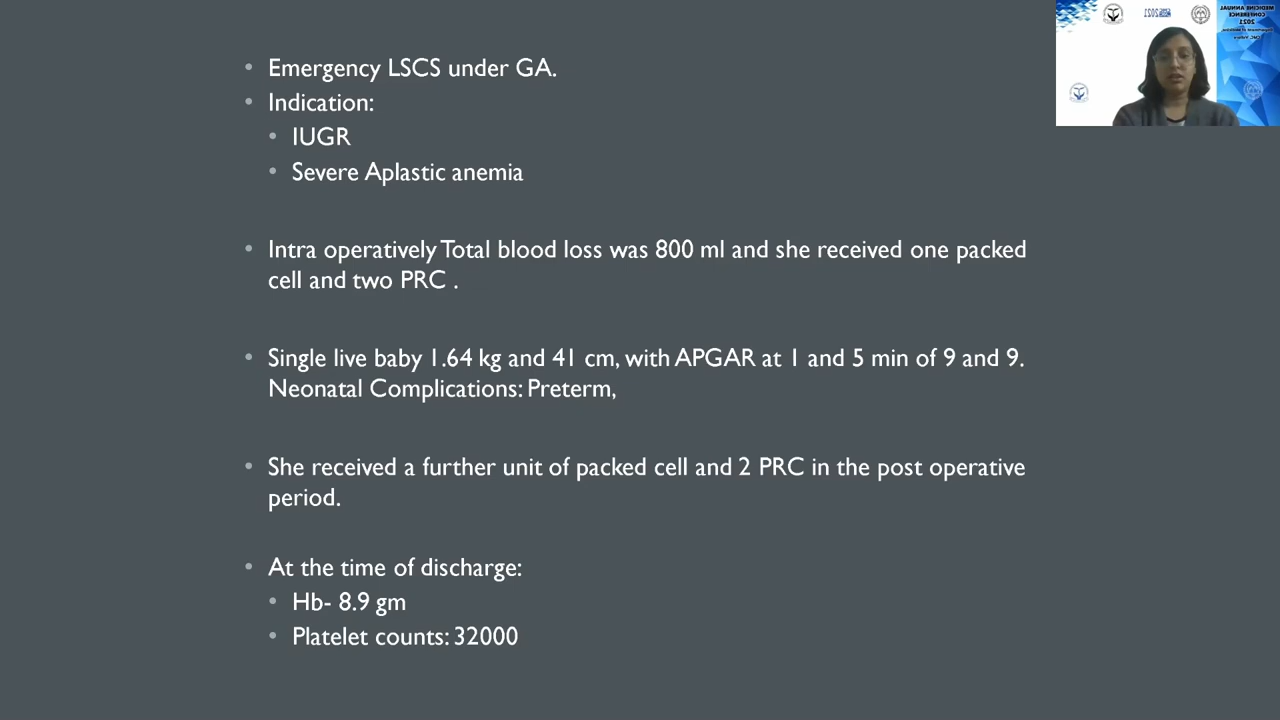 Emergency LSCS under GA.
Indication:
IUGR
Severe Aplastic anemia
Intra operatively Total blood loss was 800 ml and she received one packed
cell and two PRC .
Single live baby 1.64 kg and 41 cm, with APGAR at 1 and 5 min of 9 and 9.
Neonatal Complications: Preterm,
She received a further unit of packed cell and 2 PRC in the post operative
period.
At the time of discharge:
Hb- 8.9 gm
Platelet counts: 32000
MEDICINE ANNUAL
CONFERENCE
2021